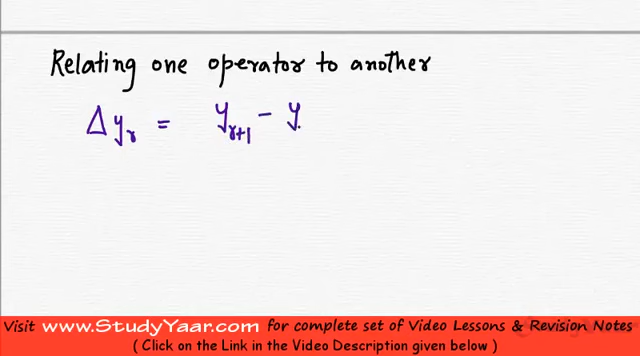 Relating one operator to another
Δy_r = y_{r+1} - y
Visit www.StudyYaar.com for complete set of Video Lessons & Revision Notes
( Click on the Link in the Video Description given below )